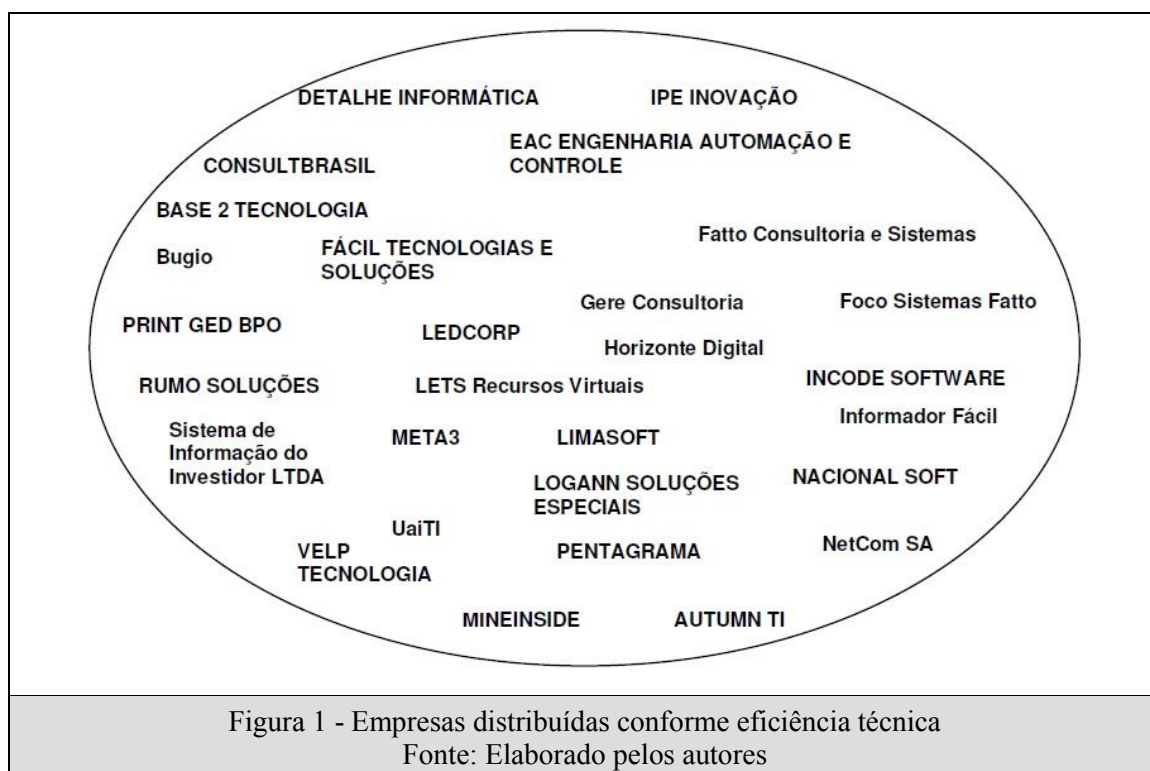 DETALHE INFORMÁTICA
IPE INOVAÇÃO
EAC ENGENHARIA AUTOMAÇÃO E
CONTROLE
CONSULTBRASIL
BASE 2 TECNOLOGIA
Fatto Consultoria e Sistemas
Bugio
FÁCIL TECNOLOGIAS E
SOLUÇÕES
Gere Consultoria
Foco Sistemas Fatto
PRINT GED BPO
LEDCORP
Horizonte Digital
RUMO SOLUÇÕES
LETS Recursos Virtuais
INCODE SOFTWARE
Informador Fácil
Sistema de
Informação do
Investidor LTDA
META3
LIMASOFT
LOGANN SOLUÇÕES
ESPECIAIS
NACIONAL SOFT
UaiTI
VELP
TECNOLOGIA
PENTAGRAMA
NetCom SA
MINEINSIDE
AUTUMN TI
Figura 1 - Empresas distribuídas conforme eficiência técnica
Fonte: Elaborado pelos autores